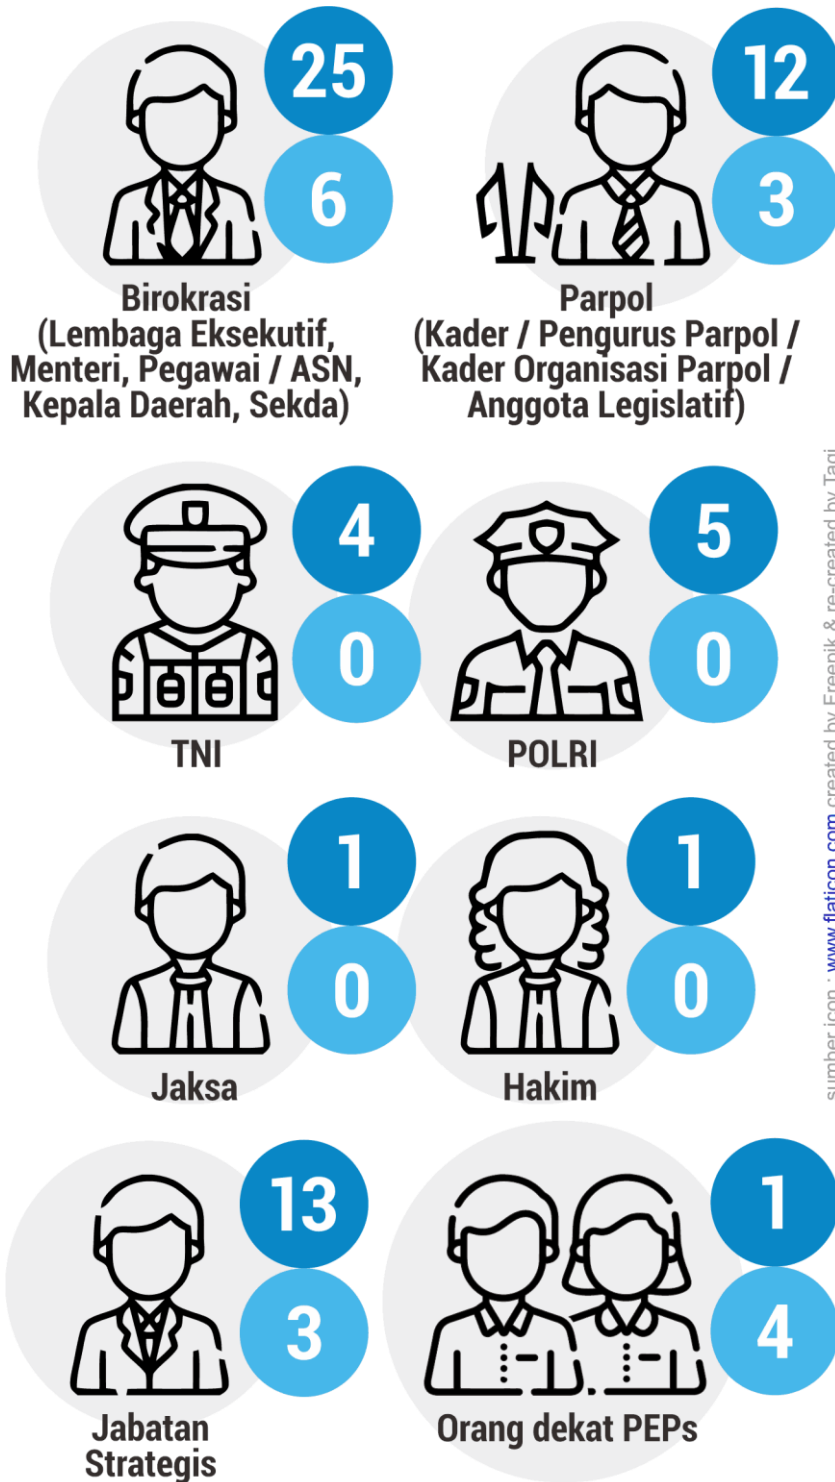 25
6
Birokrasi
(Lembaga Eksekutif,
Menteri, Pegawai / ASN,
Kepala Daerah, Sekda)
12
3
Parpol
(Kader / Pengurus Parpol /
Kader Organisasi Parpol /
Anggota Legislatif)
4
0
TNI
5
0
POLRI
1
0
Jaksa
1
0
Hakim
13
3
Jabatan
Strategis
1
4
Orang dekat PEPs
sumber icon : www.flaticon.com created by Freepik & re-created by Tagi